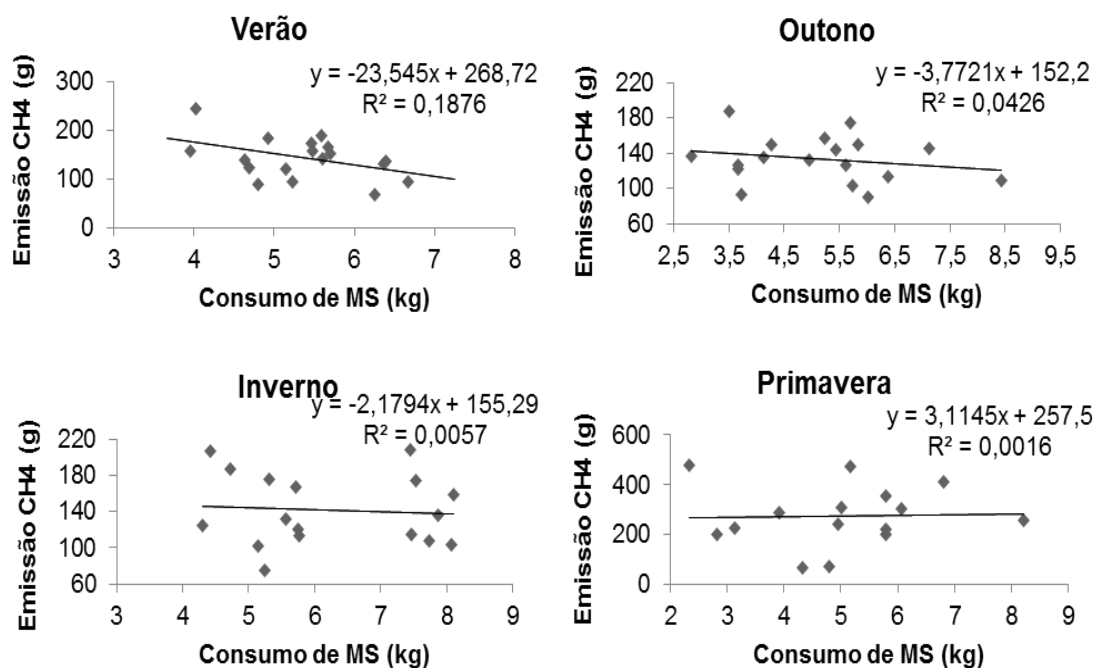 Verão
y = -23,545x + 268,72
R² = 0,1876
Emissão CH4 (g)
300
200
100
0
3 4 5 6 7 8
Consumo de MS (kg)
Outono
y = -3,7721x + 152,2
R² = 0,0426
Emissão CH4 (g)
220
180
140
100
60
2,5 3,5 4,5 5,5 6,5 7,5 8,5 9,5
Consumo de MS (kg)
Inverno
y = -2,1794x + 155,29
R² = 0,0057
Emissão CH4 (g)
220
180
140
100
60
3 4 5 6 7 8 9
Consumo de MS (kg)
Primavera
y = 3,1145x + 257,5
R² = 0,0016
Emissão CH4 (g)
600
400
200
0
2 3 4 5 6 7 8 9
Consumo de MS (kg)